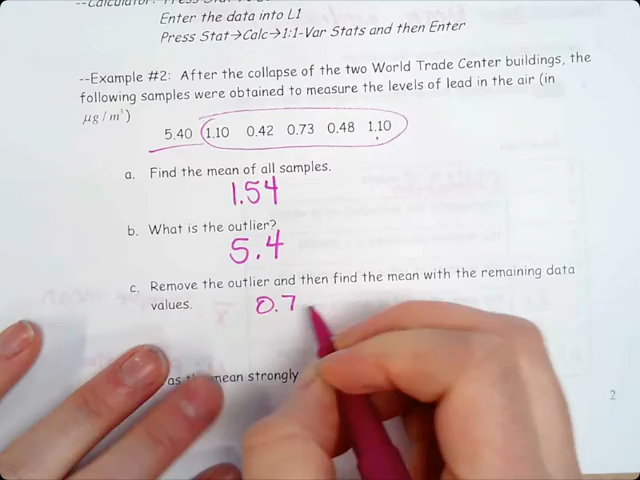 --Calculator:
Enter the data into L1
Press Stat→Calc→1:1-Var Stats and then Enter
--Example #2: After the collapse of the two World Trade Center buildings, the
following samples were obtained to measure the levels of lead in the air (in
μg/m³)
5.40 1.10 0.42 0.73 0.48 1.10
a. Find the mean of all samples.
1.54
b. What is the outlier?
5.4
c. Remove the outlier and then find the mean with the remaining data
values.
0.7
mean strongly
2